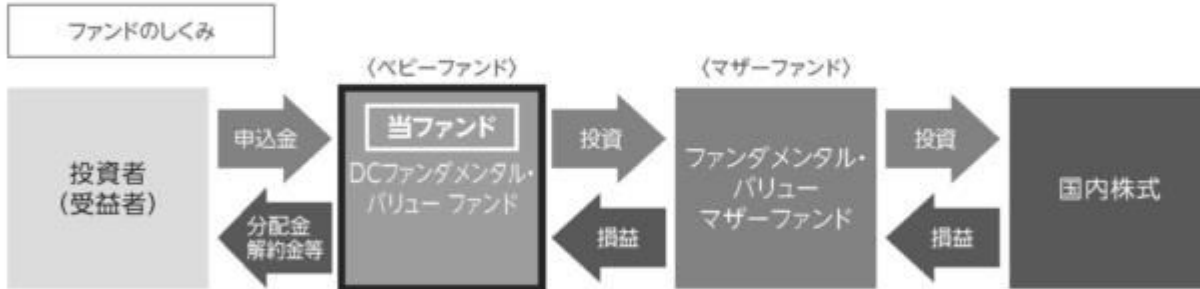 ファンドのしくみ
〈ベビーファンド〉
〈マザーファンド〉
投資者
(受益者)
申込金
分配金
解約金等
当ファンド
DCファンダメンタル・
バリュー ファンド
投資
損益
ファンダメンタル・
バリュー
マザーファンド
投資
損益
国内株式